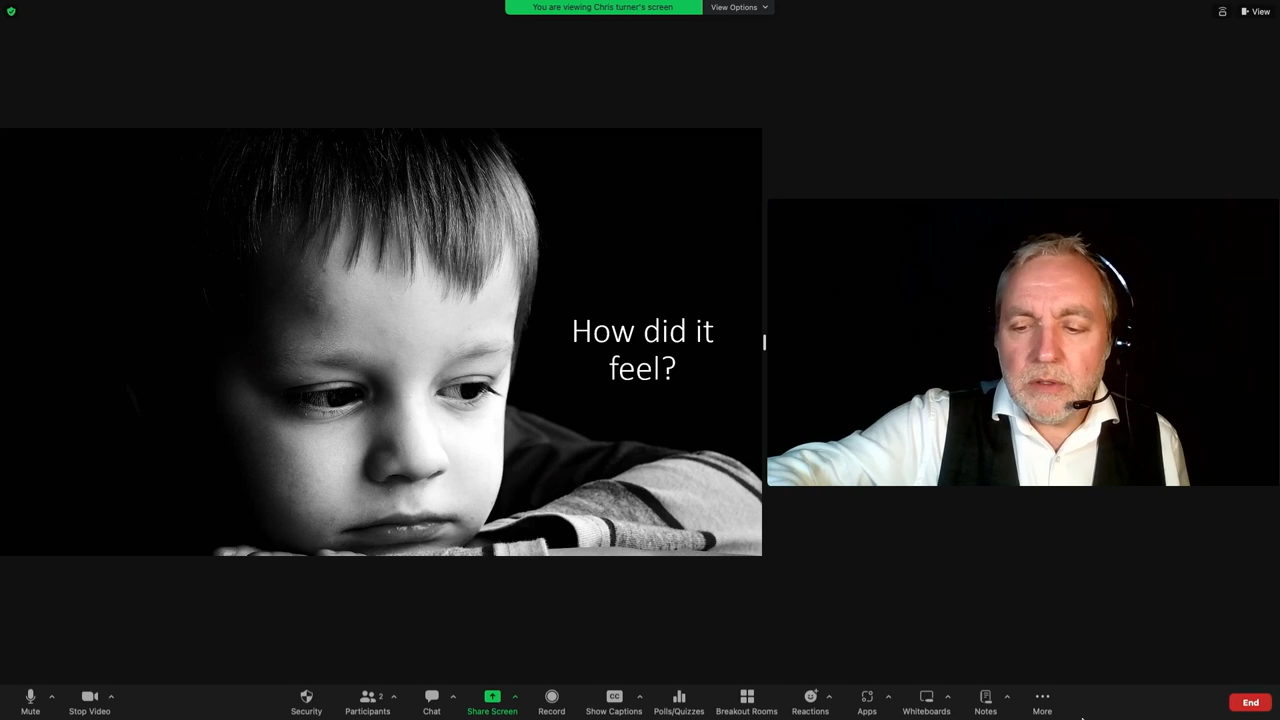 You are viewing Chris turner's screen
View Options
View
How did it
feel?
Mute
Stop Video
Security
2
Participants
Chat
Share Screen
Record
CC
Show Captions
Polls/Quizzes
Breakout Rooms
Reactions
Apps
Whiteboards
Notes
More
End